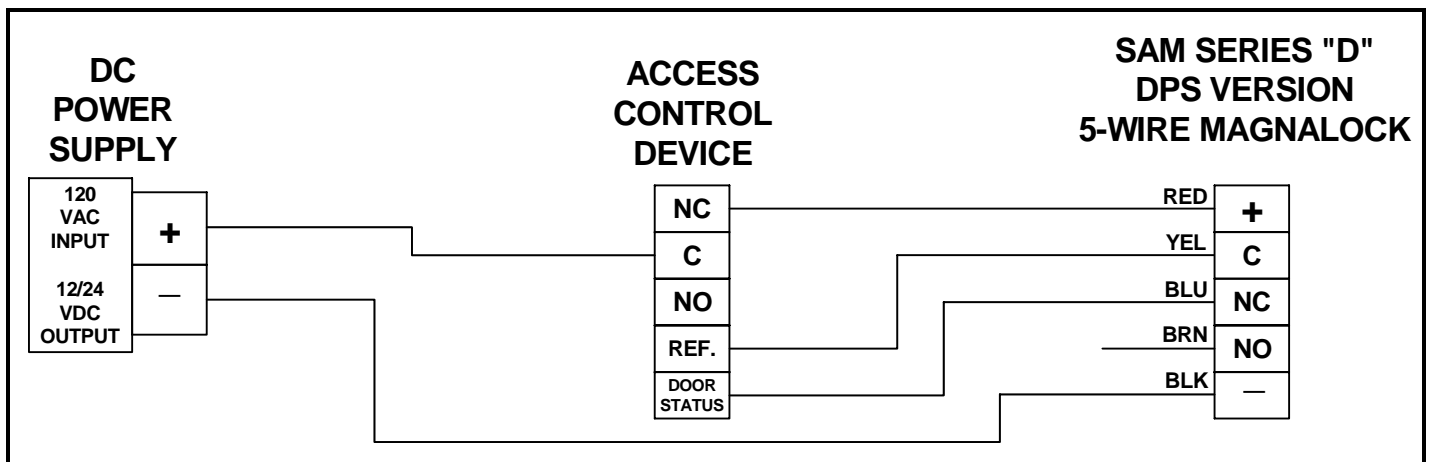 DC
POWER
SUPPLY
120
VAC
INPUT
12/24
VDC
OUTPUT
+
–
ACCESS
CONTROL
DEVICE
NC
C
NO
REF.
DOOR
STATUS
SAM SERIES "D"
DPS VERSION
5-WIRE MAGNALOCK
RED
+
YEL
C
BLU
NC
BRN
NO
BLK
–